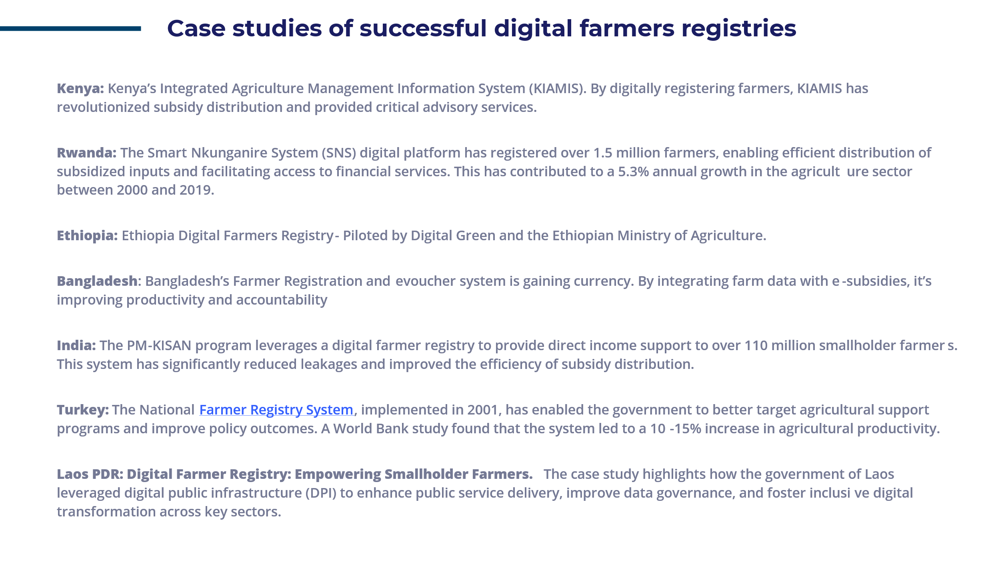 Case studies of successful digital farmers registries
Kenya: Kenya’s Integrated Agriculture Management Information System (KIAMIS). By digitally registering farmers, KIAMIS has
revolutionized subsidy distribution and provided critical advisory services.
Rwanda: The Smart Nkunganire System (SNS) digital platform has registered over 1.5 million farmers, enabling efficient distribution of
subsidized inputs and facilitating access to financial services. This has contributed to a 5.3% annual growth in the agricult ure sector
between 2000 and 2019.
Ethiopia: Ethiopia Digital Farmers Registry- Piloted by Digital Green and the Ethiopian Ministry of Agriculture.
Bangladesh: Bangladesh’s Farmer Registration and evoucher system is gaining currency. By integrating farm data with e-subsidies, it’s
improving productivity and accountability
India: The PM-KISAN program leverages a digital farmer registry to provide direct income support to over 110 million smallholder farmers.
This system has significantly reduced leakages and improved the efficiency of subsidy distribution.
Turkey: The National Farmer Registry System, implemented in 2001, has enabled the government to better target agricultural support
programs and improve policy outcomes. A World Bank study found that the system led to a 10 -15% increase in agricultural productivity.
Laos PDR: Digital Farmer Registry: Empowering Smallholder Farmers. The case study highlights how the government of Laos
leveraged digital public infrastructure (DPI) to enhance public service delivery, improve data governance, and foster inclusi ve digital
transformation across key sectors.